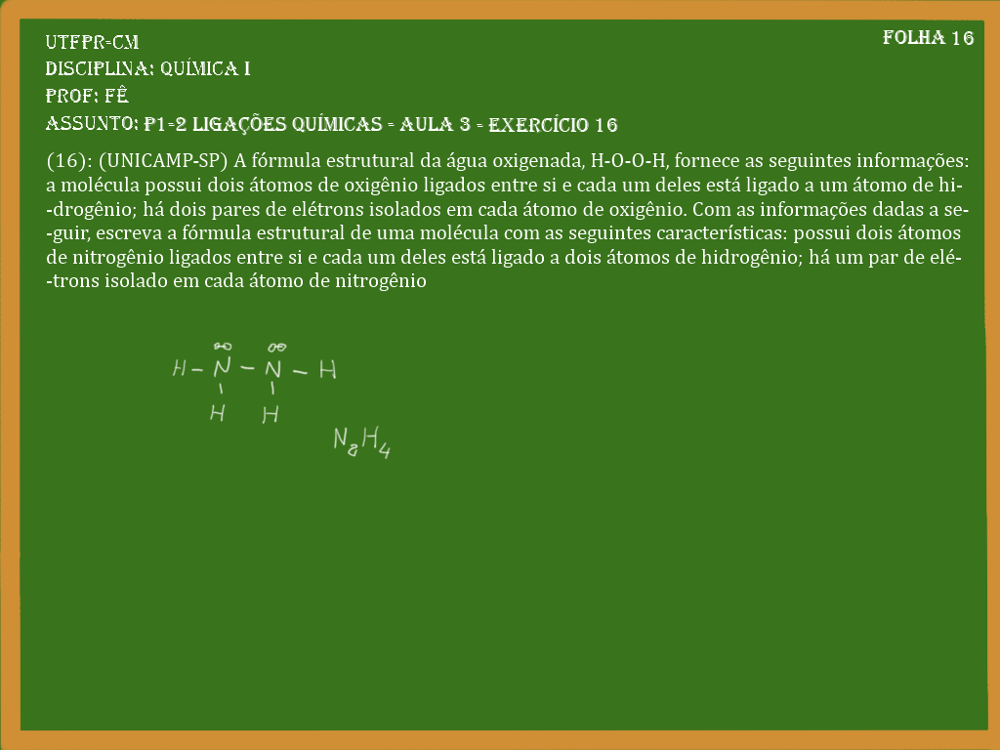 UTFPR-CM
FOLHA 16
DISCIPLINA: QUÍMICA I
PROF: FÊ
ASSUNTO: P1-2 LIGAÇÕES QUÍMICAS - AULA 3 - EXERCÍCIO 16
(16): (UNICAMP-SP) A fórmula estrutural da água oxigenada, H-O-O-H, fornece as seguintes informações:
a molécula possui dois átomos de oxigênio ligados entre si e cada um deles está ligado a um átomo de hi-
-drogênio; há dois pares de elétrons isolados em cada átomo de oxigênio. Com as informações dadas a se-
-guir, escreva a fórmula estrutural de uma molécula com as seguintes características: possui dois átomos
de nitrogênio ligados entre si e cada um deles está ligado a dois átomos de hidrogênio; há um par de elé-
-trons isolado em cada átomo de nitrogênio
H - N - N - H
H H
N2H4